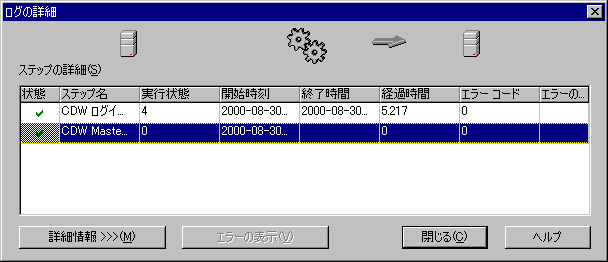 ログの詳細
ステップの詳細(S)
状態 ステップ名 実行状態 開始時刻 終了時間 経過時間 エラー コード エラーの...
CDW ログイ... 4 2000-08-30... 2000-08-30... 5.217 0
CDW Maste... 0 2000-08-30... 0 0
詳細情報 >>>(M) エラーの表示(V) 閉じる(C) ヘルプ